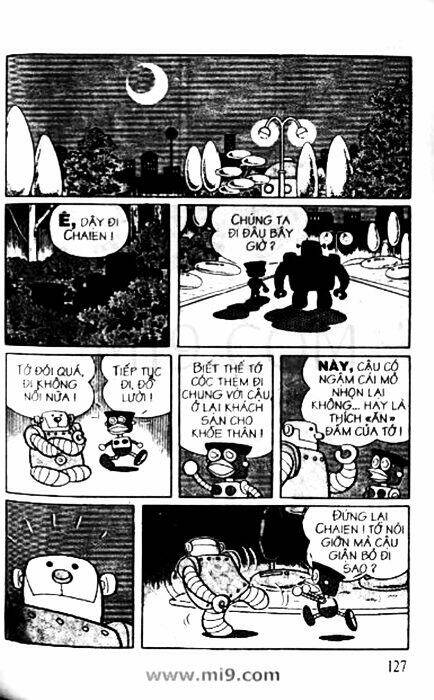 Ê, DẬY ĐI
CHAIEN !
CHÚNG TA
ĐI ĐÂU BÂY
GIỜ ?
TỚ ĐÓI QUÁ,
ĐI KHÔNG
NỔI NỮA !
TIẾP TỤC
ĐI, ĐỒ
LƯỜI !
BIẾT THẾ TỚ
CÓC THÈM ĐI
CHUNG VỚI CẬU,
Ở LẠI KHÁCH
SẠN CHO
KHỎE THÂN !
NÀY, CẬU CÓ
NGẬM CÁI MỎ
NHỌN LẠI
KHÔNG... HAY LÀ
THÍCH «ĂN»
ĐẤM CỦA TỚ !
ĐỨNG LẠI
CHAIEN ! TỚ NÓI
GIỠN MÀ CẬU
GIẬN BỎ ĐI
SAO ?
127
www.mi9.com